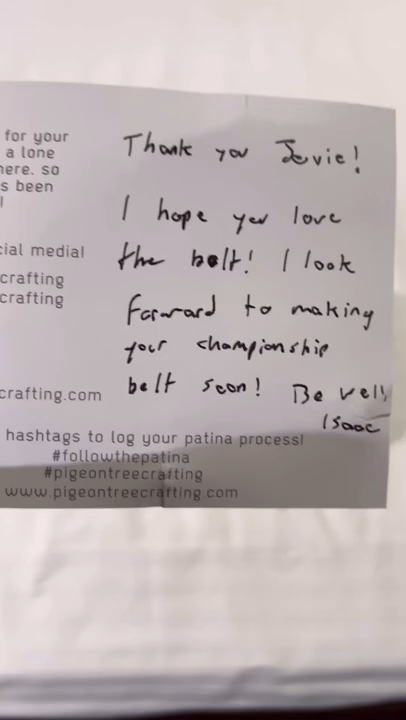 for your
a lone
here. so
s been
!
cial media!
crafting
crafting
crafting.com
Thank you Jevie!
I hope you love
the belt! I look
forward to making
your championship
belt soon! Be well,
Isaac
hashtags to log your patina process!
#followthepatina
#pigeontreecrafting
www.pigeontreecrafting.com